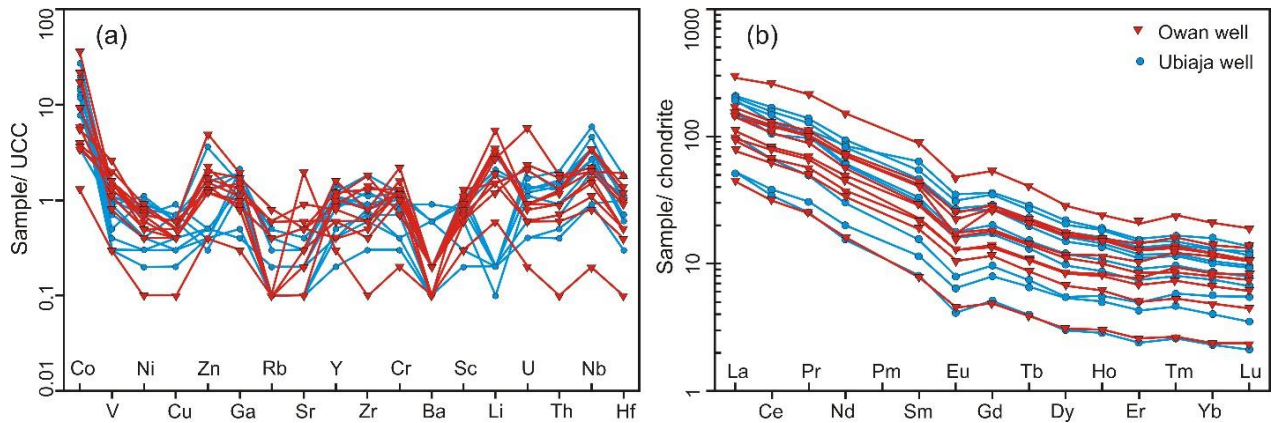 (a)
Sample/ UCC
100
10
1
0,1
0.01
Co Ni Zn Rb Y Cr Sc U Nb
V Cu Ga Sr Zr Ba Li Th Hf
(b)
Owan well
Ubiaja well
Sample/ chondrite
1000
100
10
1
La Pr Pm Eu Tb Ho Tm Lu
Ce Nd Sm Gd Dy Er Yb